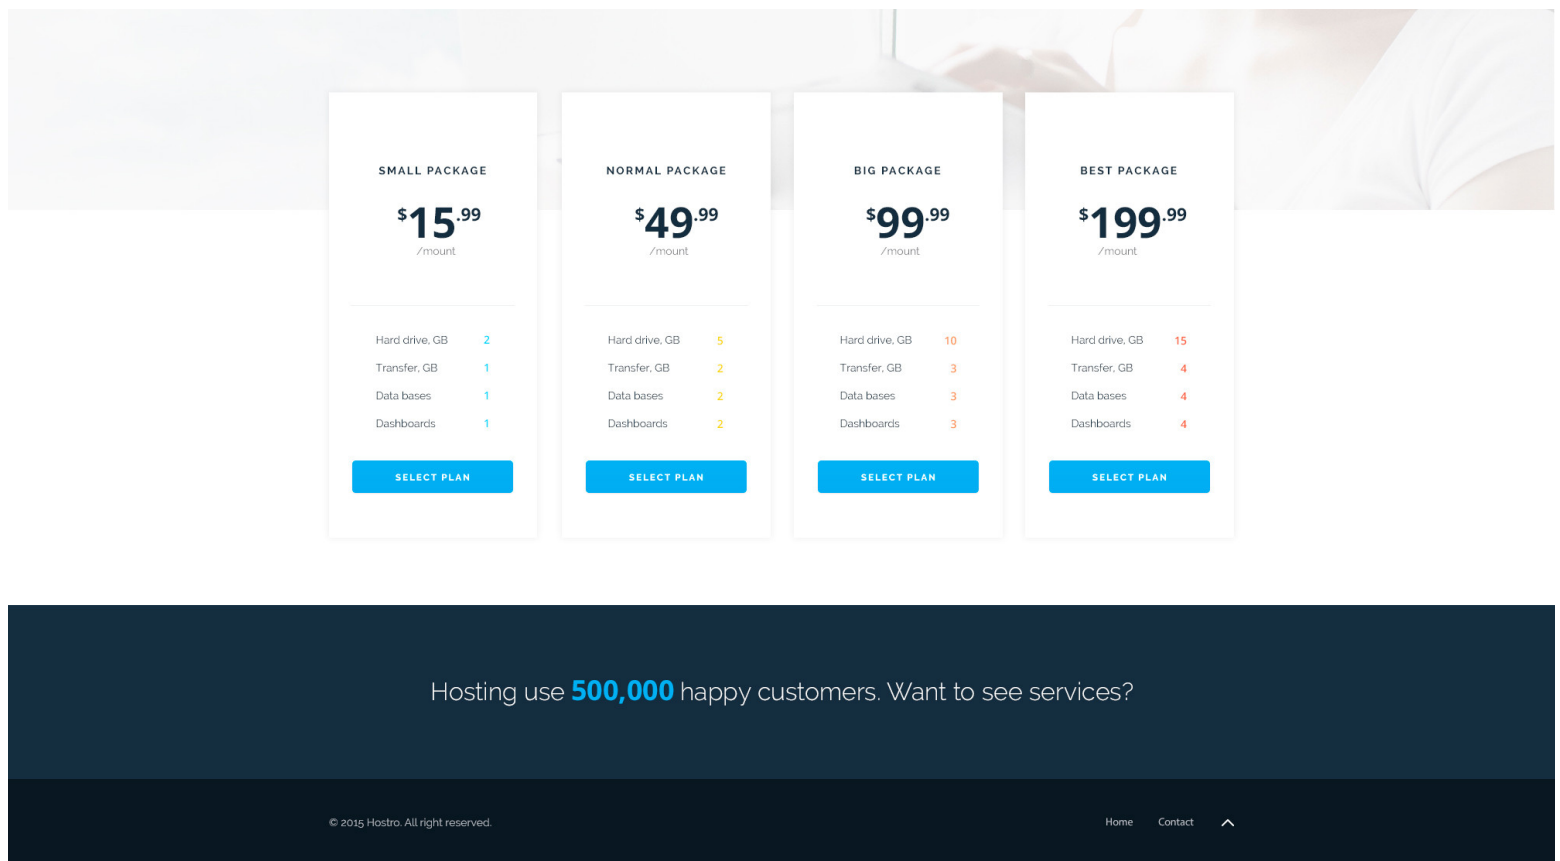 SMALL PACKAGE
$15.99
/mount
Hard drive, GB 2
Transfer, GB 1
Data bases 1
Dashboards 1
SELECT PLAN
NORMAL PACKAGE
$49.99
/mount
Hard drive, GB 5
Transfer, GB 2
Data bases 2
Dashboards 2
SELECT PLAN
BIG PACKAGE
$99.99
/mount
Hard drive, GB 10
Transfer, GB 3
Data bases 3
Dashboards 3
SELECT PLAN
BEST PACKAGE
$199.99
/mount
Hard drive, GB 15
Transfer, GB 4
Data bases 4
Dashboards 4
SELECT PLAN
Hosting use 500,000 happy customers. Want to see services?
© 2015 Hostro. All right reserved.
Home Contact